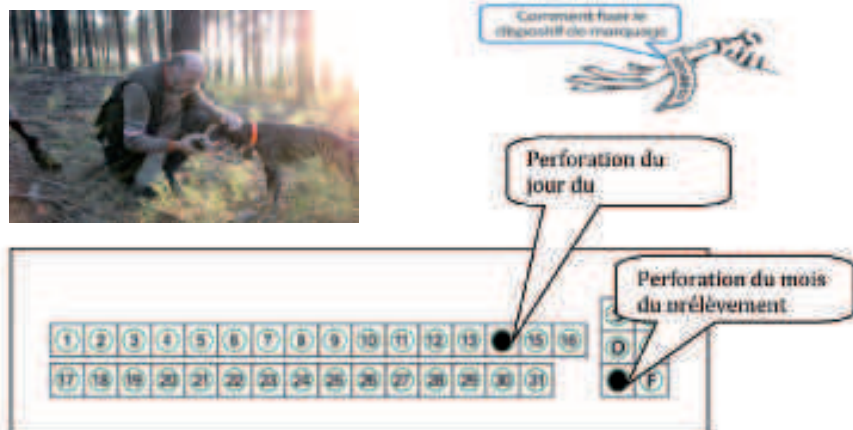 Comment fixer le
dispositif de marquage
Perforation du
jour du
Perforation du mois
du prélèvement
1 2 3 4 5 6 7 8 9 10 11 12 13 15 16
D
17 18 19 20 21 22 23 24 25 26 27 28 29 30 31
F